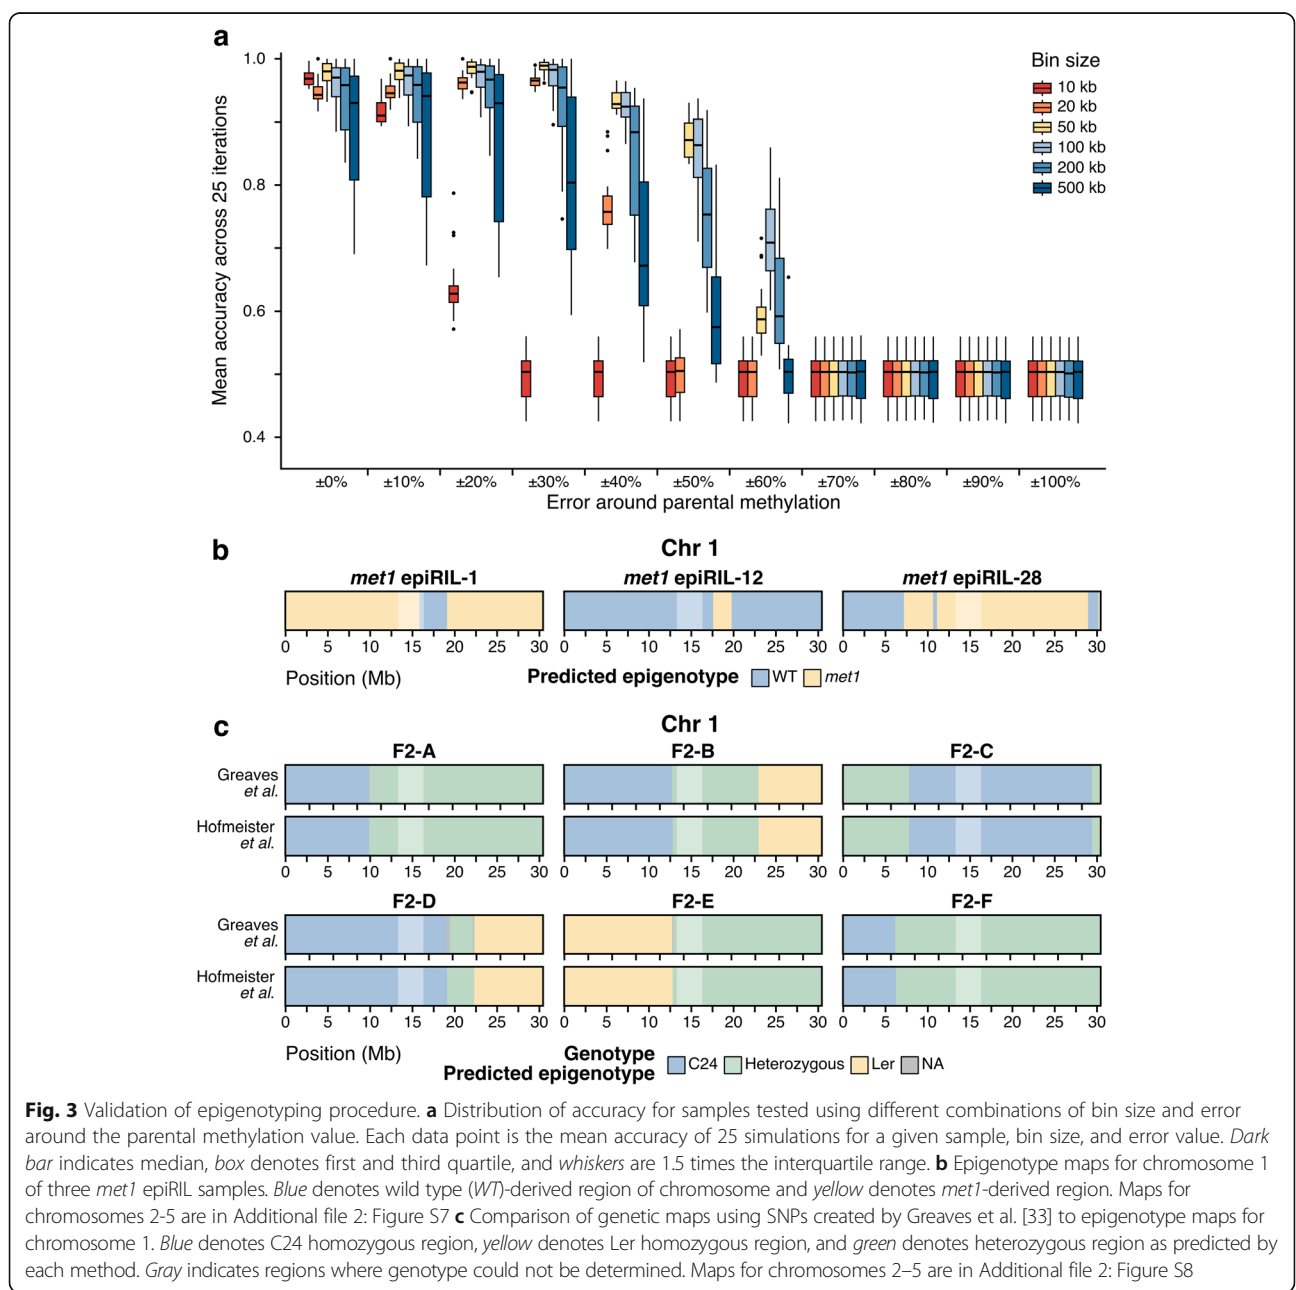 a
Mean accuracy across 25 iterations
1.0
0.8
0.6
0.4
Bin size
10 kb
20 kb
50 kb
100 kb
200 kb
500 kb
±0% ±10% ±20% ±30% ±40% ±50% ±60% ±70% ±80% ±90% ±100%
Error around parental methylation
b
Chr 1
met1 epiRIL-1 met1 epiRIL-12 met1 epiRIL-28
0 5 10 15 20 25 30 0 5 10 15 20 25 30 0 5 10 15 20 25 30
Position (Mb) Predicted epigenotype WT met1
c
Chr 1
F2-A F2-B F2-C
Greaves
et al.
Hofmeister
et al.
0 5 10 15 20 25 30 0 5 10 15 20 25 30 0 5 10 15 20 25 30
F2-D F2-E F2-F
Greaves
et al.
Hofmeister
et al.
0 5 10 15 20 25 30 0 5 10 15 20 25 30 0 5 10 15 20 25 30
Position (Mb) Genotype
Predicted epigenotype C24 Heterozygous Ler NA
Fig. 3 Validation of epigenotyping procedure. a Distribution of accuracy for samples tested using different combinations of bin size and error
around the parental methylation value. Each data point is the mean accuracy of 25 simulations for a given sample, bin size, and error value. Dark
bar indicates median, box denotes first and third quartile, and whiskers are 1.5 times the interquartile range. b Epigenotype maps for chromosome 1
of three met1 epiRIL samples. Blue denotes wild type (WT)-derived region of chromosome and yellow denotes met1-derived region. Maps for
chromosomes 2-5 are in Additional file 2: Figure S7 c Comparison of genetic maps using SNPs created by Greaves et al. [33] to epigenotype maps for
chromosome 1. Blue denotes C24 homozygous region, yellow denotes Ler homozygous region, and green denotes heterozygous region as predicted by
each method. Gray indicates regions where genotype could not be determined. Maps for chromosomes 2–5 are in Additional file 2: Figure S8